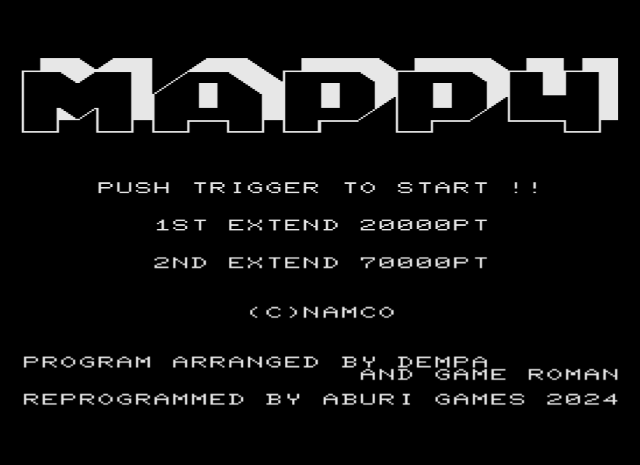 MAPPY
PUSH TRIGGER TO START !!
1ST EXTEND 20000PT
2ND EXTEND 70000PT
(C)NAMCO
PROGRAM ARRANGED BY DEMPA
AND GAME ROMAN
REPROGRAMMED BY ABURI GAMES 2024